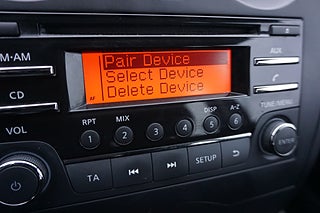 Pair Device
Select Device
Delete Device
FM·AM
AUX
CD
TUNE/MENU
VOL
RPT MIX DISP A-Z
1 2 3 4 5 6
ENTER
TA SETUP